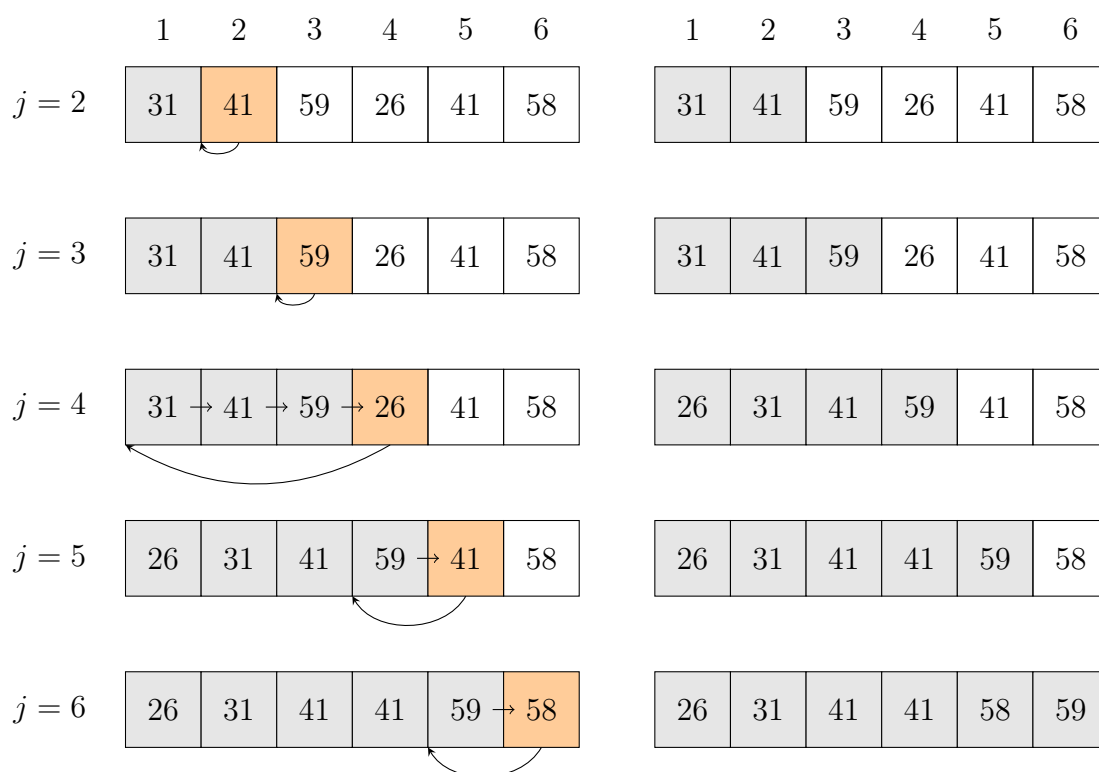 1 2 3 4 5 6 1 2 3 4 5 6
j = 2 31 41 59 26 41 58 31 41 59 26 41 58
j = 3 31 41 59 26 41 58 31 41 59 26 41 58
j = 4 31 → 41 → 59 → 26 41 58 26 31 41 59 41 58
j = 5 26 31 41 59 → 41 58 26 31 41 41 59 58
j = 6 26 31 41 41 59 → 58 26 31 41 41 58 59